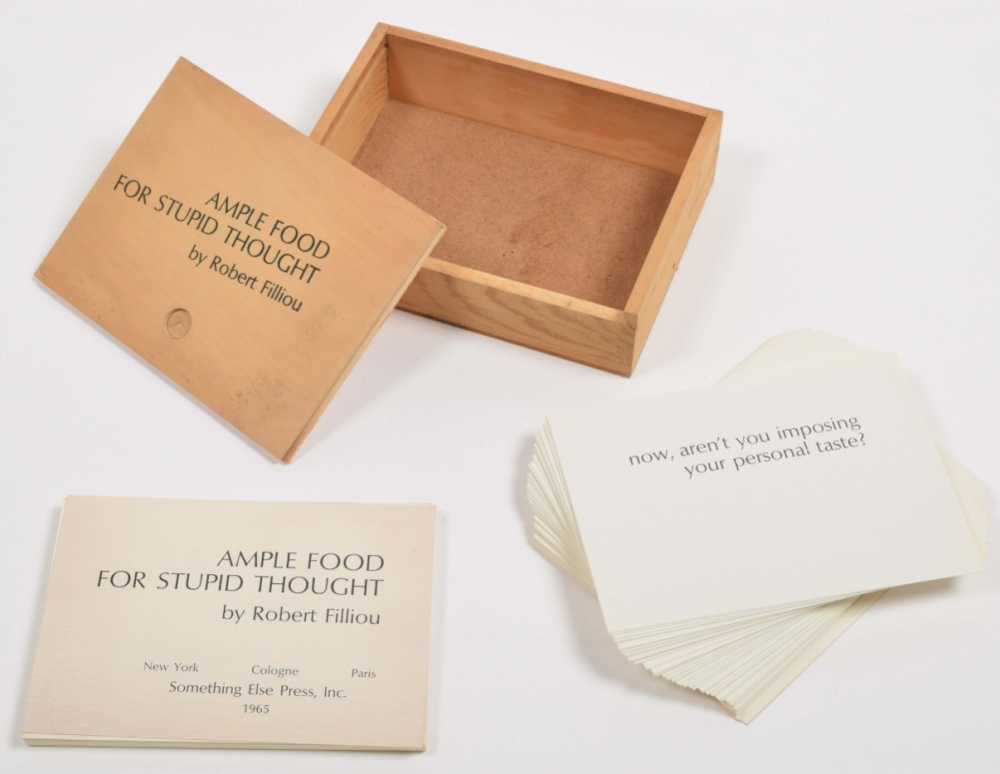 AMPLE FOOD
FOR STUPID THOUGHT
by Robert Filliou
now, aren't you imposing
your personal taste?
AMPLE FOOD
FOR STUPID THOUGHT
by Robert Filliou
New York Cologne Paris
Something Else Press, Inc.
1965